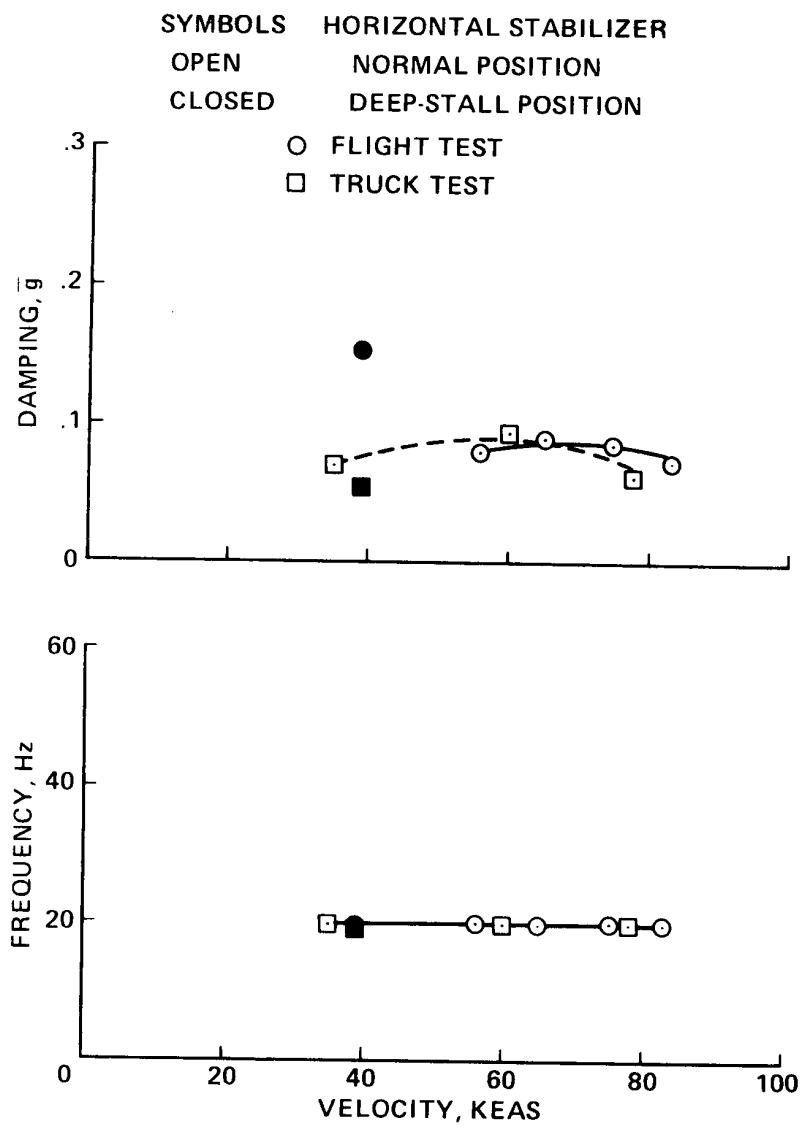 SYMBOLS HORIZONTAL STABILIZER
OPEN NORMAL POSITION
CLOSED DEEP-STALL POSITION
○ FLIGHT TEST
□ TRUCK TEST
.3
.2
.1
0
DAMPING, g̅
60
40
20
FREQUENCY, Hz
0 20 40 60 80 100
VELOCITY, KEAS